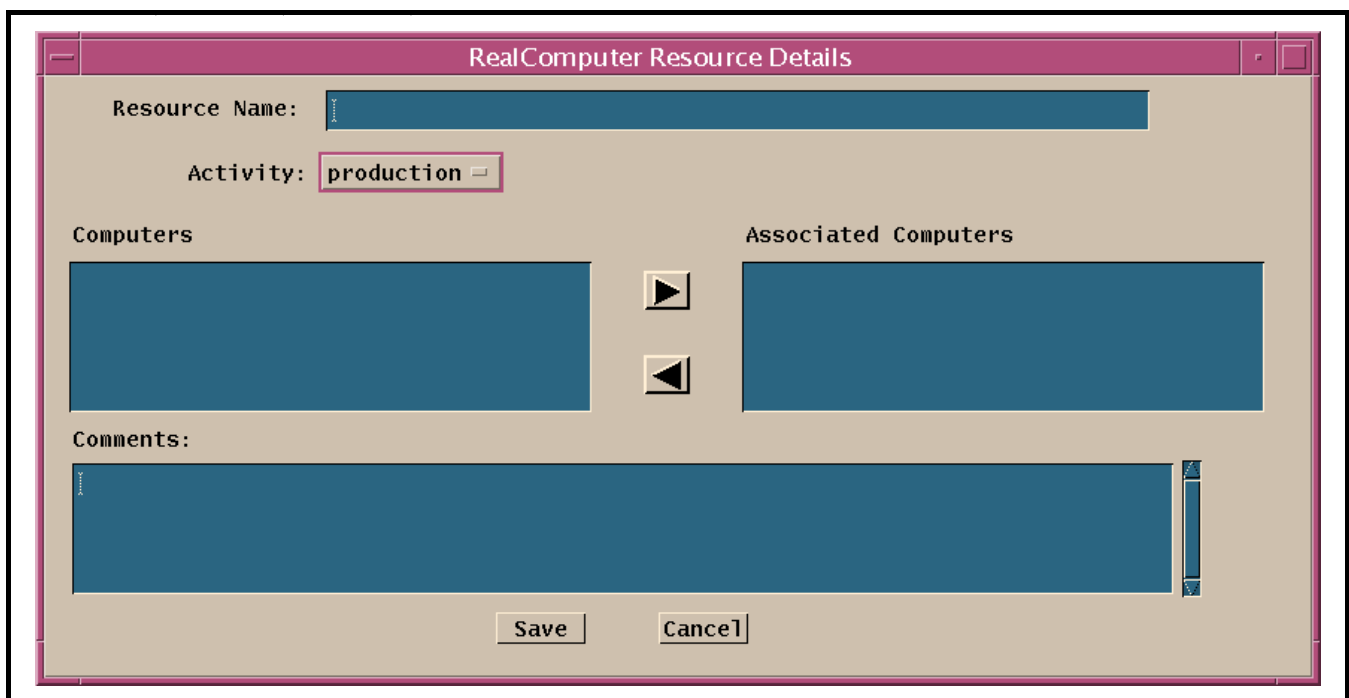 RealComputer Resource Details
Resource Name:
Activity: production
Computers
Associated Computers
Comments:
Save
Cancel